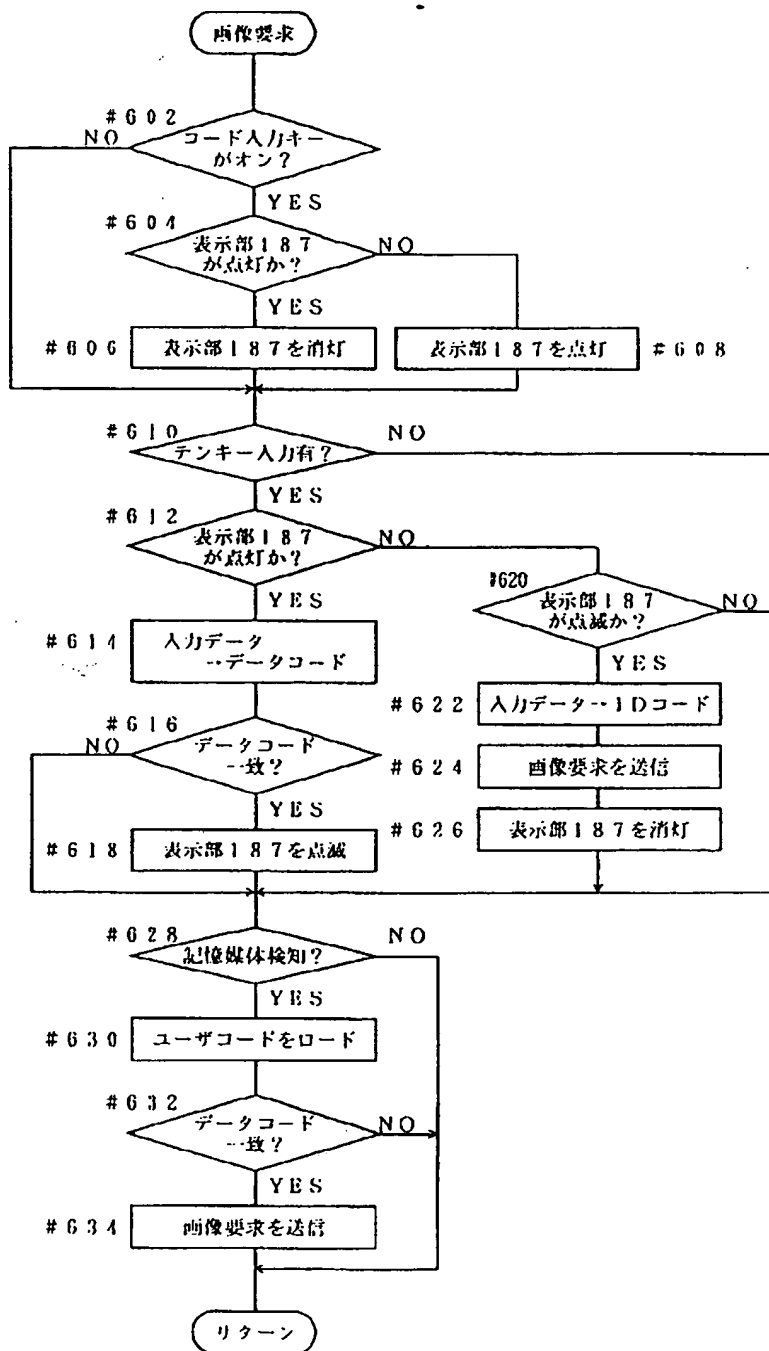 画像要求
#602
NO
コード入力キー
がオン?
YES
#604
表示部187
が点灯か?
NO
YES
#606
表示部187を消灯
表示部187を点灯
#608
#610
テンキー入力有?
NO
YES
#612
表示部187
が点灯か?
NO
#620
表示部187
が点滅か?
NO
YES
#614
入力データ
→データコード
YES
#622
入力データ→IDコード
#616
NO
データコード
一致?
#624
画像要求を送信
YES
#618
表示部187を点滅
#626
表示部187を消灯
#628
記憶媒体検知?
NO
YES
#630
ユーザコードをロード
#632
データコード
一致?
NO
YES
#634
画像要求を送信
リターン